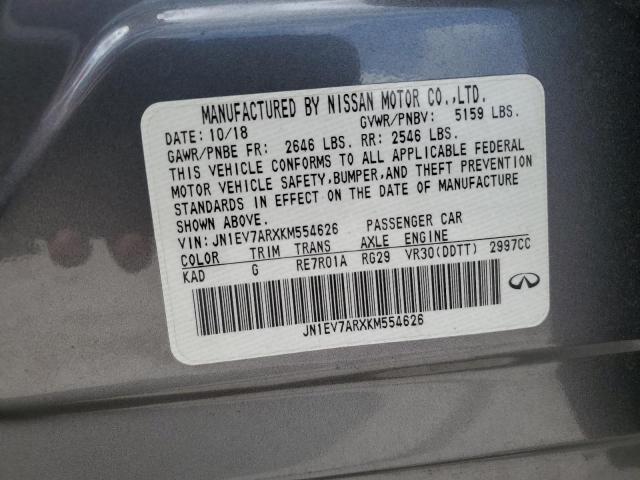 MANUFACTURED BY NISSAN MOTOR CO.,LTD.
DATE: 10/18 GVWR/PNBV: 5159 LBS.
GAWR/PNBE FR: 2646 LBS. RR: 2546 LBS.
THIS VEHICLE CONFORMS TO ALL APPLICABLE FEDERAL
MOTOR VEHICLE SAFETY,BUMPER,AND THEFT PREVENTION
STANDARDS IN EFFECT ON THE DATE OF MANUFACTURE
SHOWN ABOVE.
VIN: JN1EV7ARXKM554626 PASSENGER CAR
COLOR TRIM TRANS AXLE ENGINE
KAD G RE7R01A RG29 VR30(DDTT) 2997CC
JN1EV7ARXKM554626